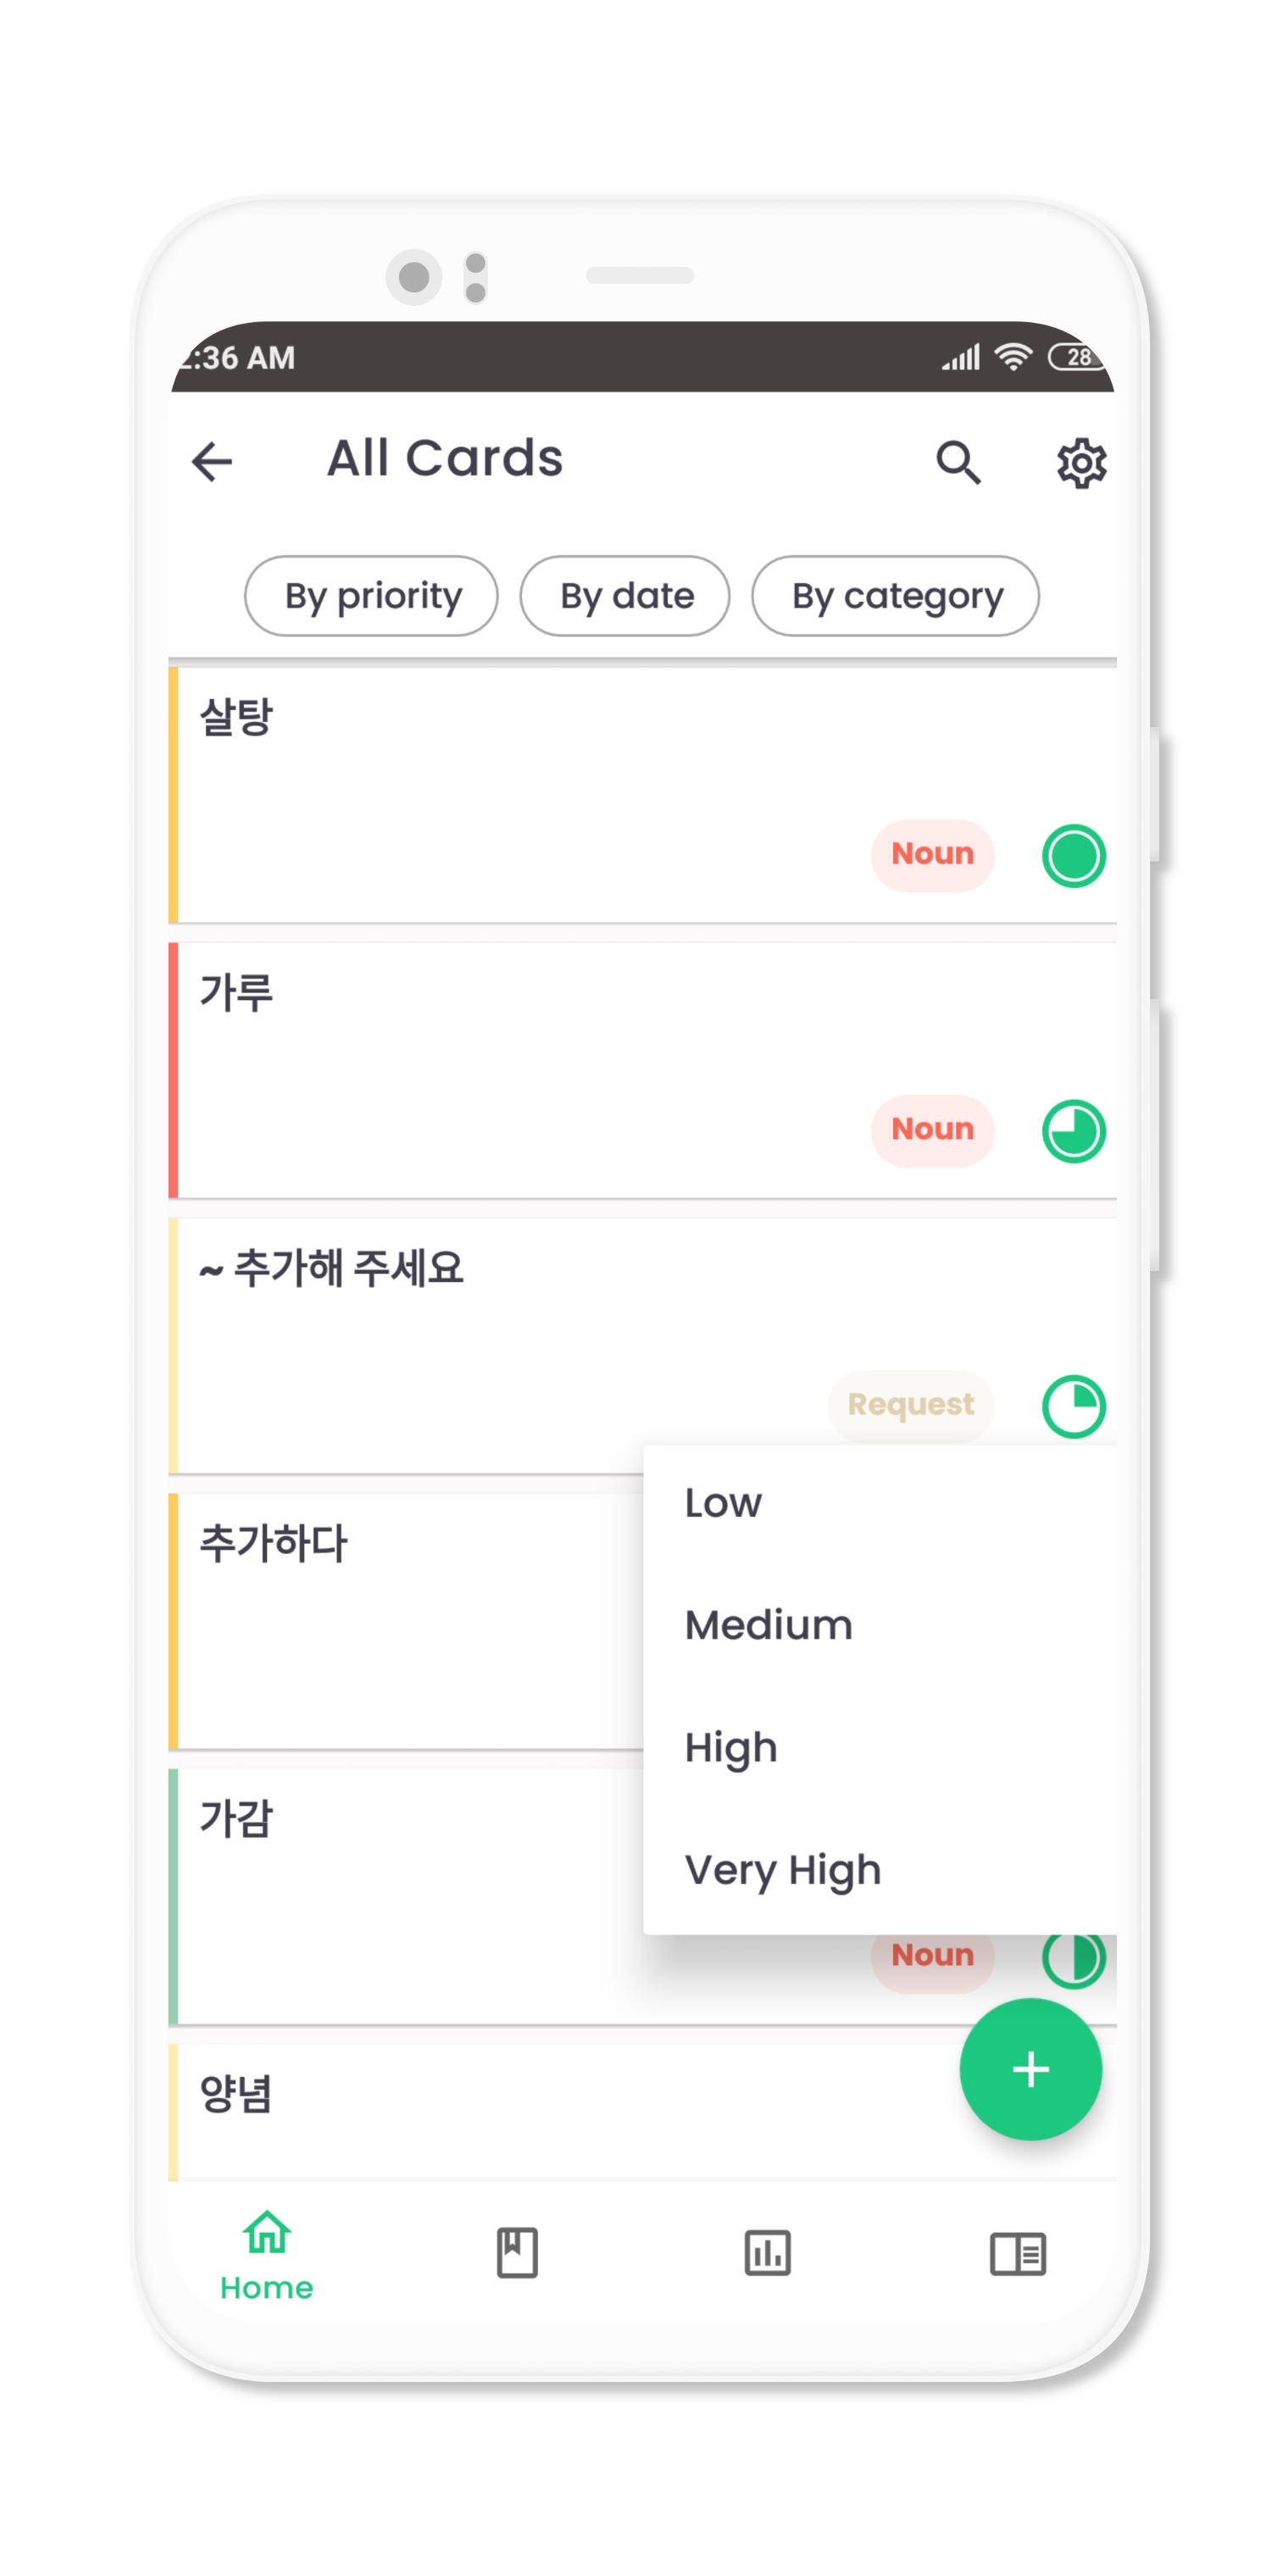 2:36 AM
28
All Cards
By priority
By date
By category
살탕
Noun
가루
Noun
~ 추가해 주세요
Request
추가하다
Low
Medium
High
Very High
가감
Noun
양념
Home